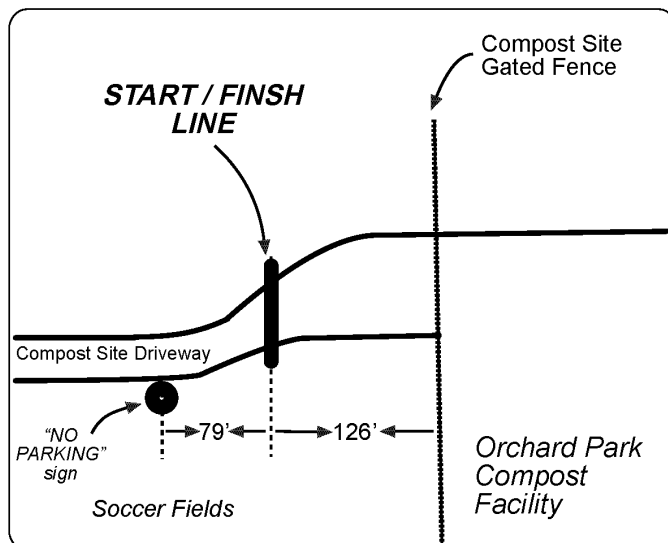 Compost Site
Gated Fence
START / FINSH
LINE
Compost Site Driveway
“NO
PARKING”
sign
79’
126’
Soccer Fields
Orchard Park
Compost
Facility